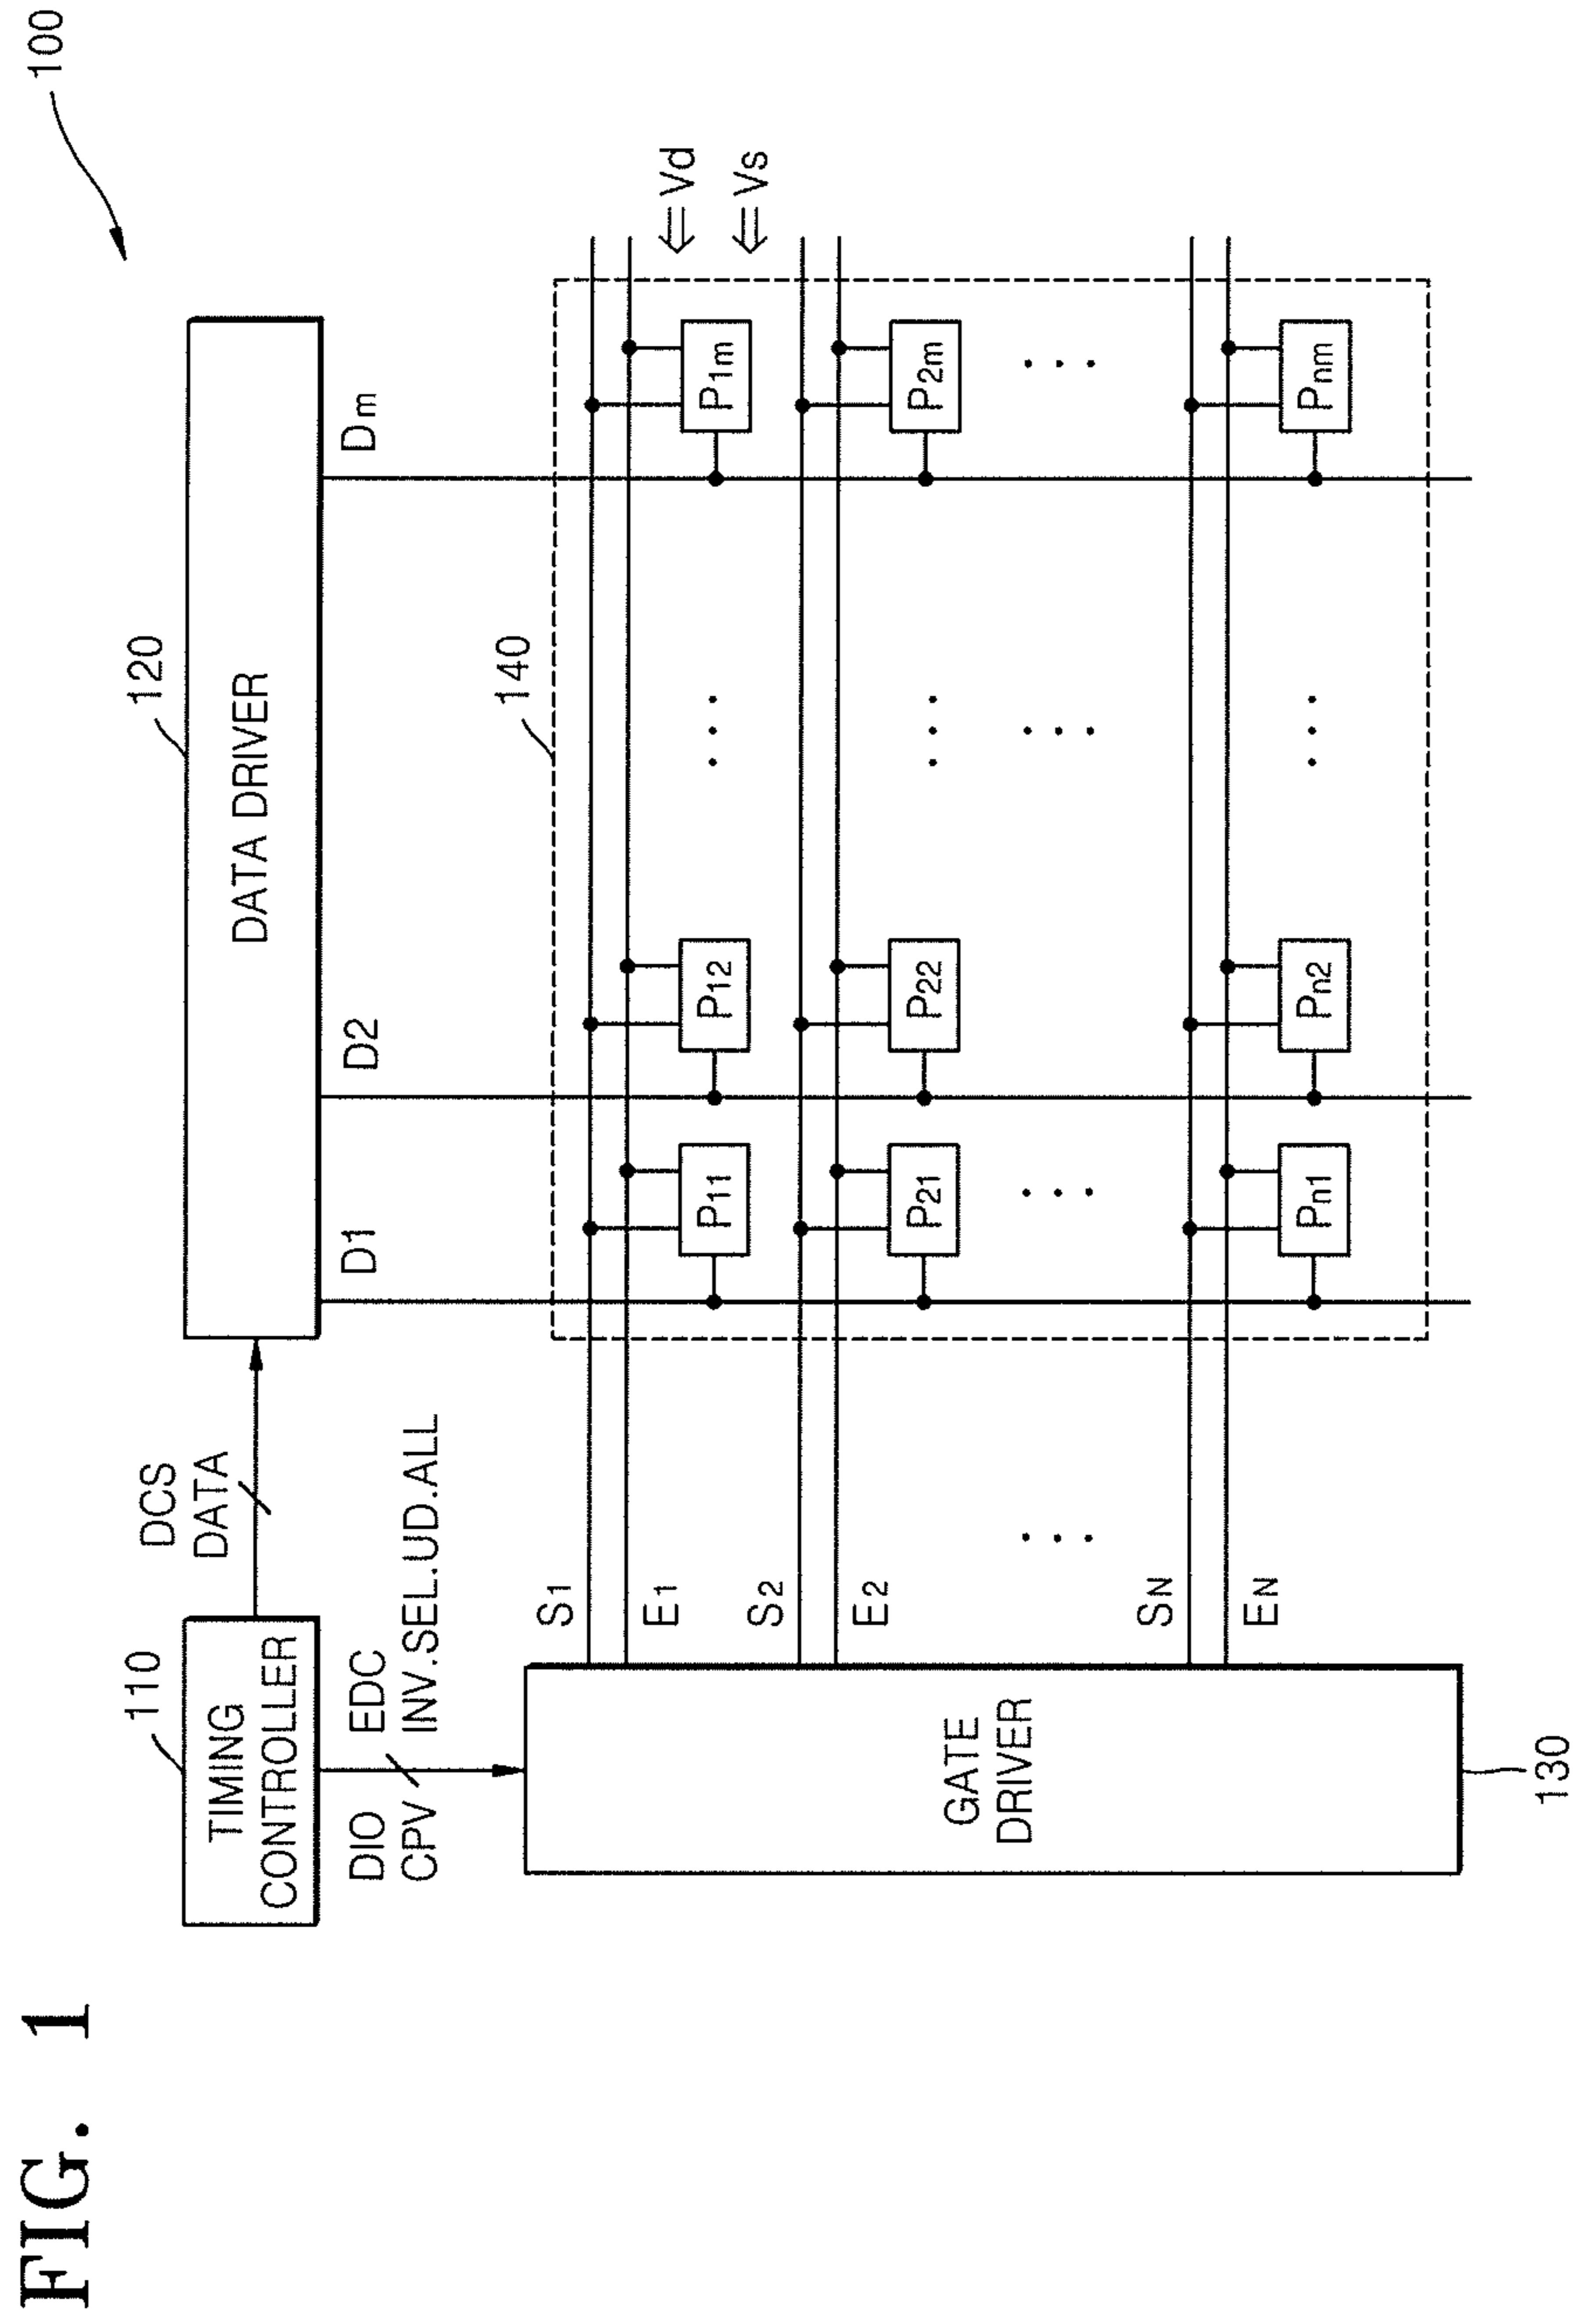 FIG. 1
100
110
TIMING
CONTROLLER
DCS
DATA
120
DATA DRIVER
DIO EDC
CPV INV.SEL.UD.ALL
D1
D2
Dm
140
S1
E1
P11
P12
P1m
Vd
Vs
S2
E2
P21
P22
P2m
GATE
DRIVER
SN
EN
Pn1
Pn2
Pnm
130